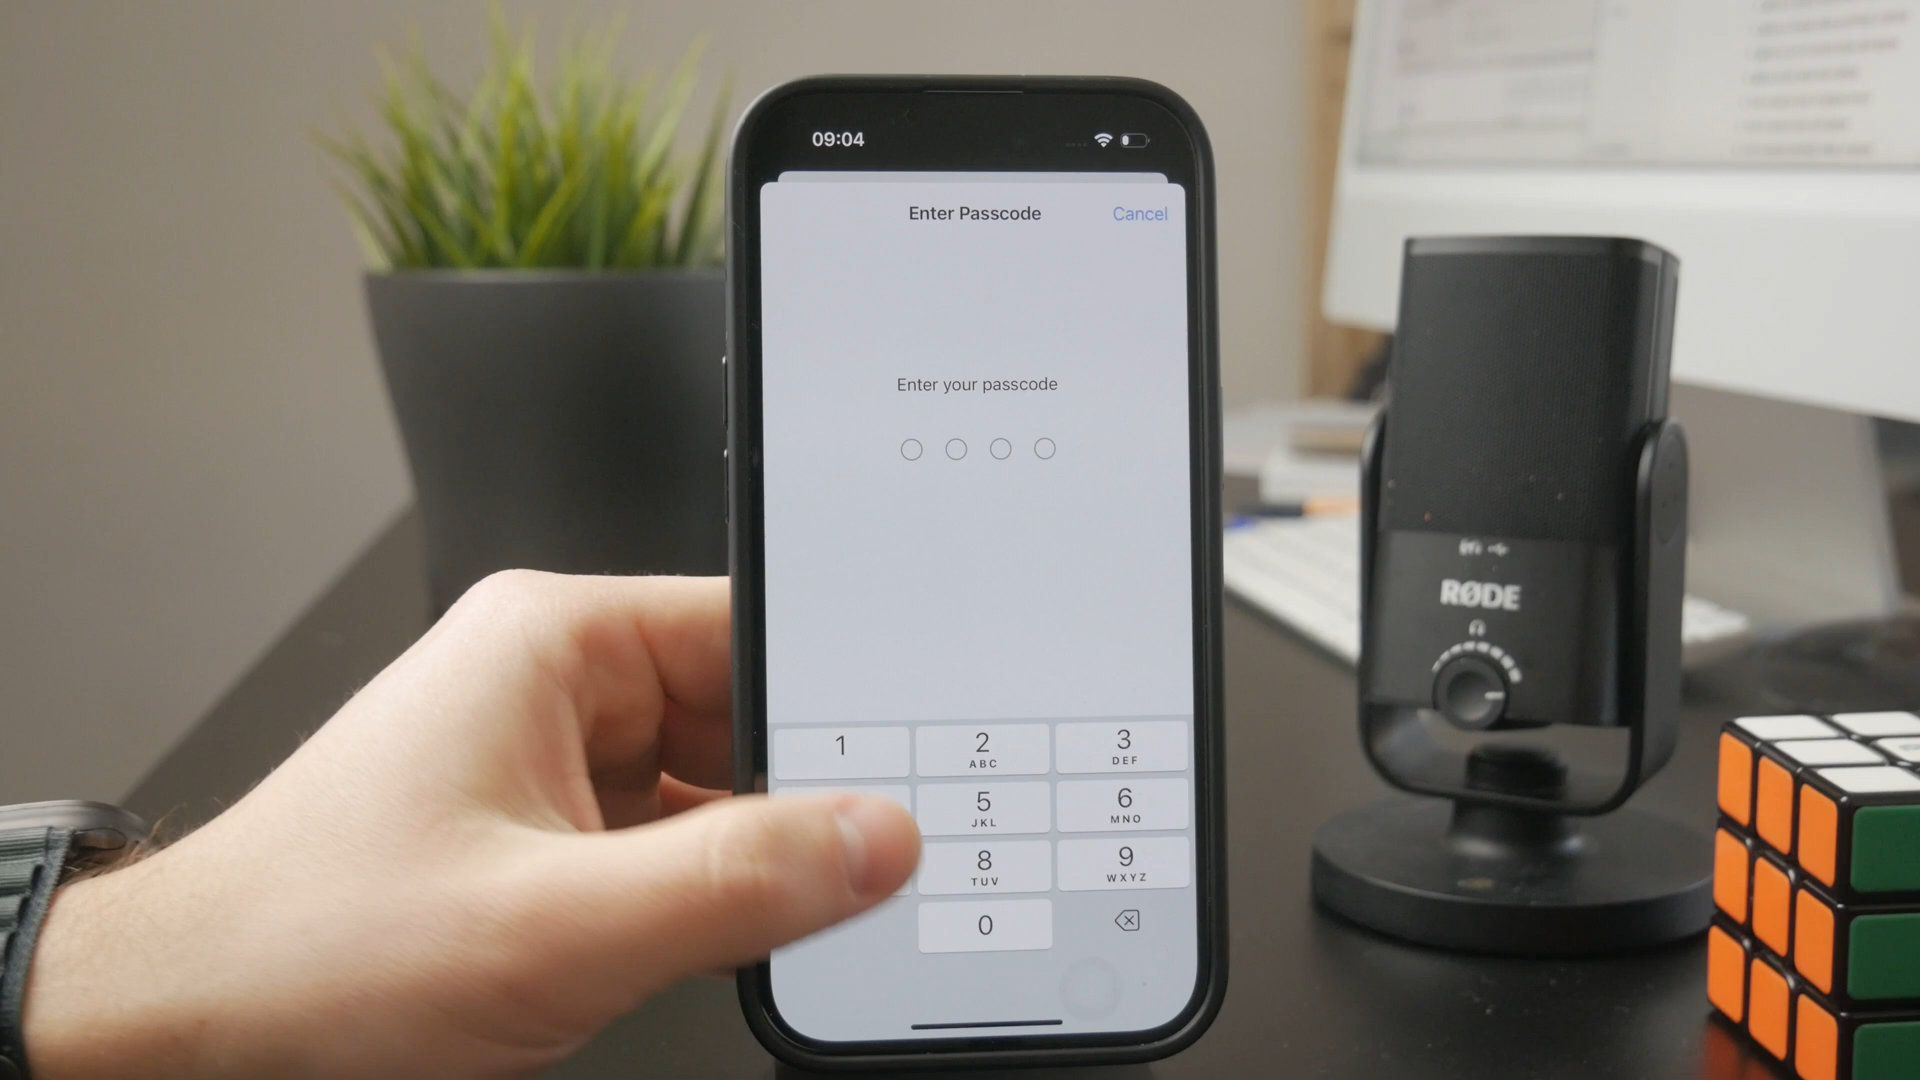 09:04
Enter Passcode
Cancel
Enter your passcode
1
2
ABC
3
DEF
5
JKL
6
MNO
8
TUV
9
WXYZ
0
RØDE